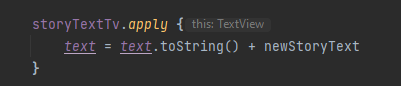 storyTextTv.apply { this: TextView
text = text.toString() + newStoryText
}